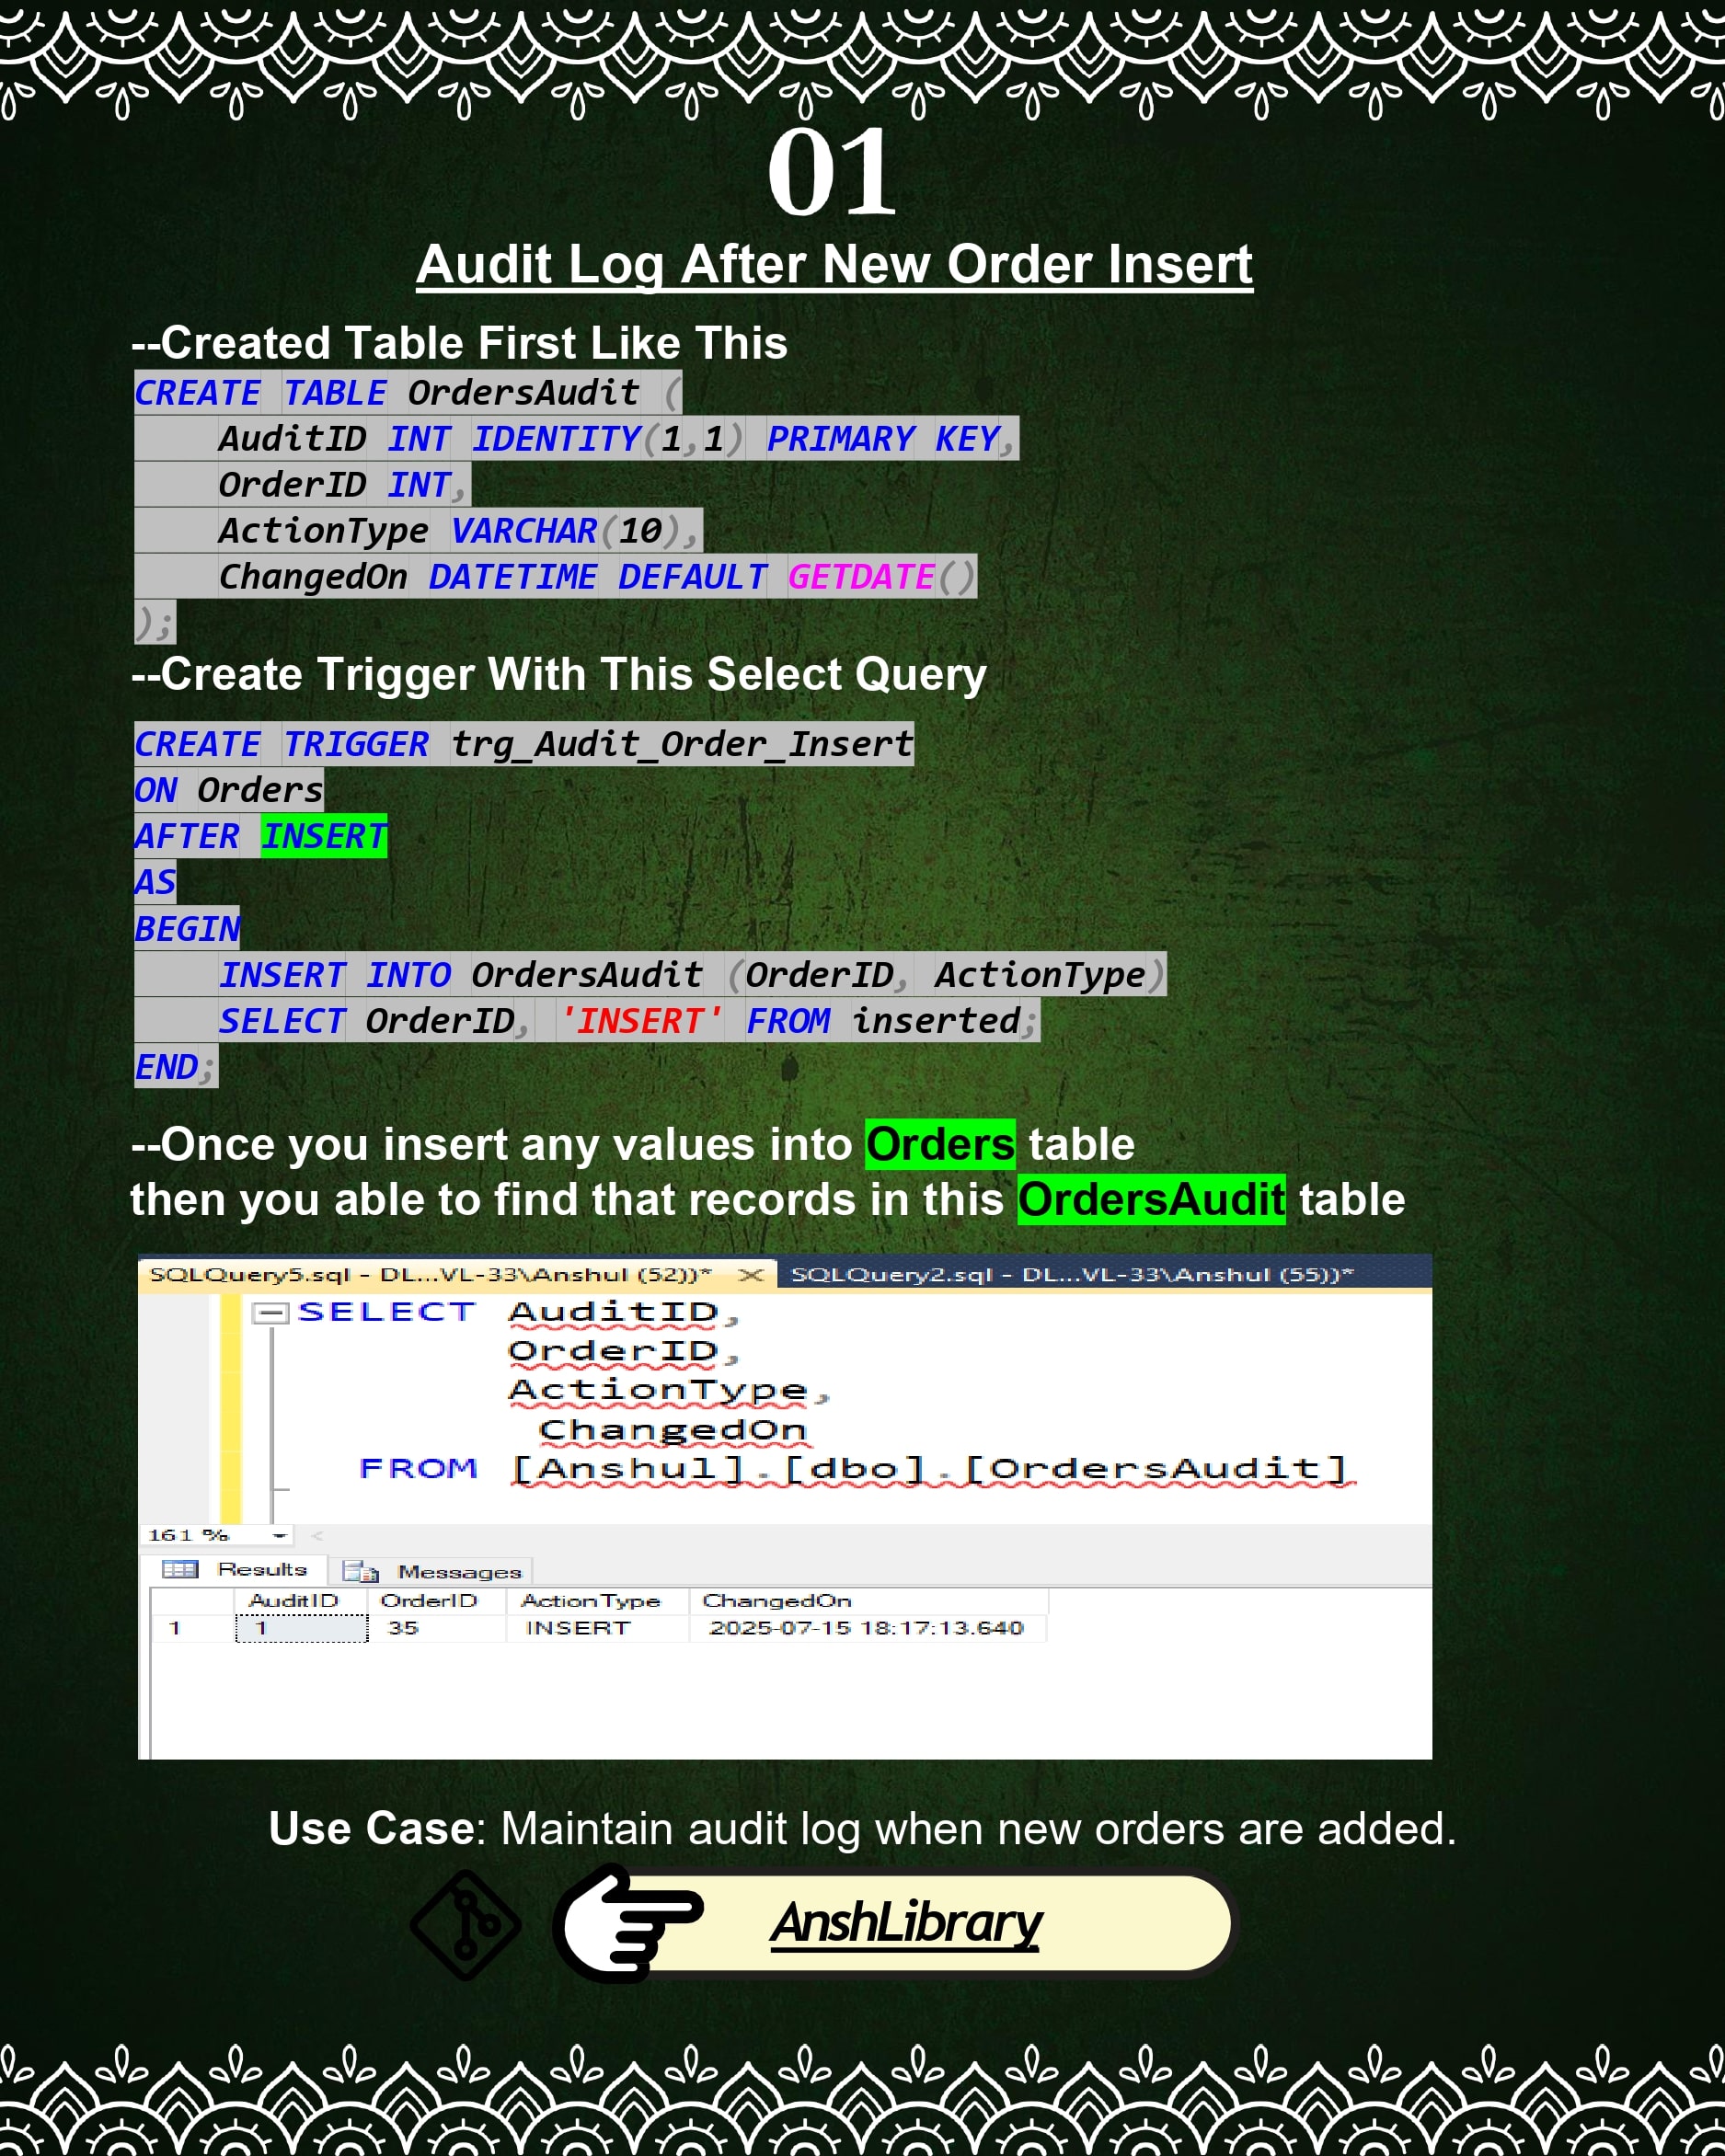 01
Audit Log After New Order Insert
--Created Table First Like This
CREATE TABLE OrdersAudit (
    AuditID INT IDENTITY(1,1) PRIMARY KEY,
    OrderID INT,
    ActionType VARCHAR(10),
    ChangedOn DATETIME DEFAULT GETDATE()
);
--Create Trigger With This Select Query
CREATE TRIGGER trg_Audit_Order_Insert
ON Orders
AFTER INSERT
AS
BEGIN
    INSERT INTO OrdersAudit (OrderID, ActionType)
    SELECT OrderID, 'INSERT' FROM inserted;
END;
--Once you insert any values into Orders table
then you able to find that records in this OrdersAudit table
SQLQuery5.sql - DL...VL-33\Anshul (52))* SQLQuery2.sql - DL...VL-33\Anshul (55))*
SELECT AuditID,
OrderID,
ActionType,
ChangedOn
FROM [Anshul].[dbo].[OrdersAudit]
161 %
Results Messages
AuditID OrderID ActionType ChangedOn
1 1 35 INSERT 2025-07-15 18:17:13.640
Use Case: Maintain audit log when new orders are added.
AnshLibrary